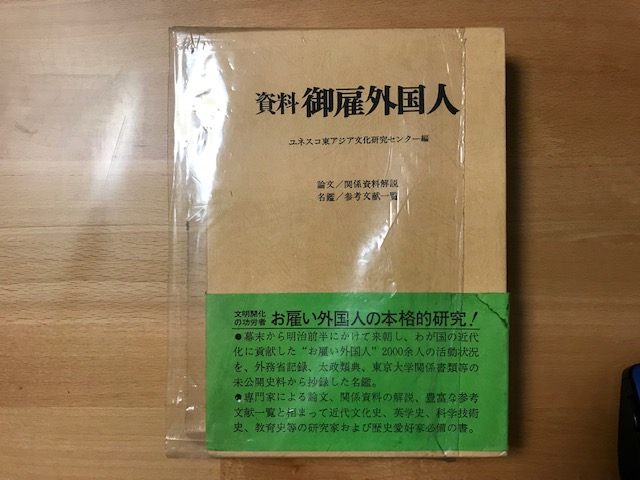 資料 御雇外国人
ユネスコ東アジア文化研究センター編
論文／関係資料解説
名鑑／参考文献一覧
文明開化の功労者 お雇い外国人の本格的研究！
●幕末から明治前半にかけて来朝し、わが国の近代
化に貢献した“お雇い外国人”2000余人の活動状況
を、外務省記録、太政類典、東京大学関係書類等の
未公開史料から抄録した名鑑。
●専門家による論文、関係資料の解説、豊富な参考
文献一覧と相まって近代文化史、英学史、科学技術
史、教育史等の研究家および歴史愛好家必備の書。